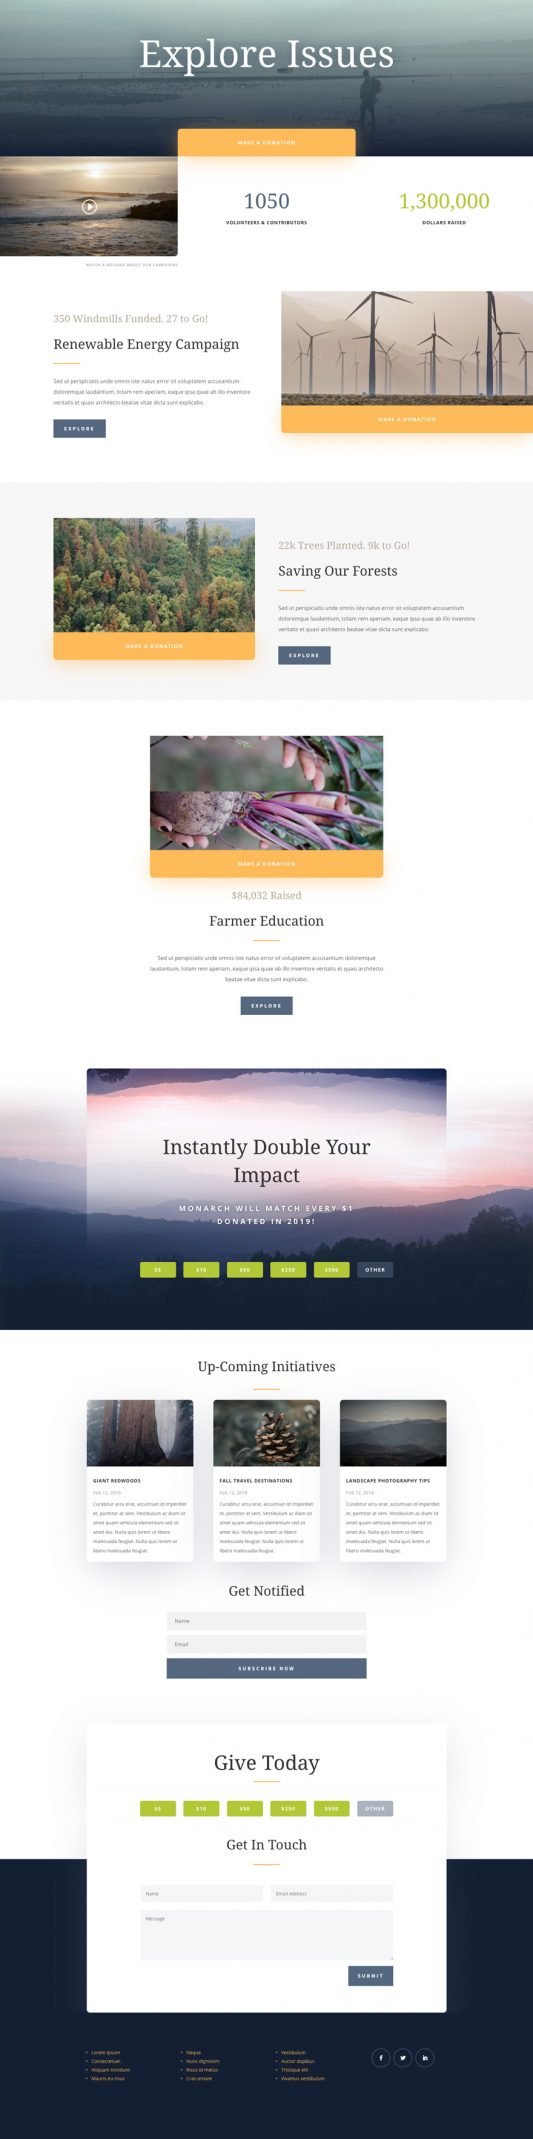 Explore Issues
MAKE A DONATION
1050
VOLUNTEERS & CONTRIBUTORS
1,300,000
DOLLARS RAISED
WATCH A MESSAGE ABOUT OUR CAMPAIGNS
350 Windmills Funded. 27 to Go!
Renewable Energy Campaign
Sed ut perspiciatis unde omnis iste natus error sit voluptatem accusantium
doloremque laudantium, totam rem aperiam, eaque ipsa quae ab illo inventore
veritatis et quasi architecto beatae vitae dicta sunt explicabo.
EXPLORE
MAKE A DONATION
MAKE A DONATION
22k Trees Planted. 9k to Go!
Saving Our Forests
Sed ut perspiciatis unde omnis iste natus error sit voluptatem accusantium
doloremque laudantium, totam rem aperiam, eaque ipsa quae ab illo inventore
veritatis et quasi architecto beatae vitae dicta sunt explicabo.
EXPLORE
MAKE A DONATION
$84,032 Raised
Farmer Education
Sed ut perspiciatis unde omnis iste natus error sit voluptatem accusantium doloremque
laudantium, totam rem aperiam, eaque ipsa quae ab illo inventore veritatis et quasi architecto
beatae vitae dicta sunt explicabo.
EXPLORE
Instantly Double Your
Impact
MONARCH WILL MATCH EVERY $1
DONATED IN 2019!
$5 $10 $50 $250 $500 OTHER
Up-Coming Initiatives
GIANT REDWOODS
Feb 12, 2018
Curabitur arcu erat, accumsan id imperdiet
et, porttitor at sem. Vestibulum ac diam sit
amet quam vehicula elementum sed sit
amet dui. Nulla quis lorem ut libero
malesuada feugiat. Nulla quis lorem ut
libero malesuada feugiat.
FALL TRAVEL DESTINATIONS
Feb 12, 2018
Curabitur arcu erat, accumsan id imperdiet
et, porttitor at sem. Vestibulum ac diam sit
amet quam vehicula elementum sed sit
amet dui. Nulla quis lorem ut libero
malesuada feugiat. Nulla quis lorem ut
libero malesuada feugiat.
LANDSCAPE PHOTOGRAPHY TIPS
Feb 12, 2018
Curabitur arcu erat, accumsan id imperdiet
et, porttitor at sem. Vestibulum ac diam sit
amet quam vehicula elementum sed sit
amet dui. Nulla quis lorem ut libero
malesuada feugiat. Nulla quis lorem ut
libero malesuada feugiat.
Get Notified
Name
Email
SUBSCRIBE NOW
Give Today
$5 $10 $50 $250 $500 OTHER
Get In Touch
Name
Email Address
Message
SUBMIT
Lorem ipsum
Consectetuer
Aliquam tincidunt
Mauris eu risus
Neque
Nunc dignissim
Risus id metus
Cras ornare
Vestibulum
Auctor dapibus
Tristique elit
Vivamus vestibulum